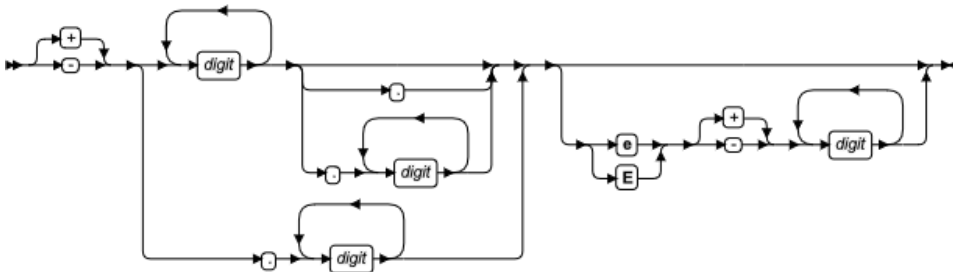 +
- digit
.
. digit e + - digit
E
. digit